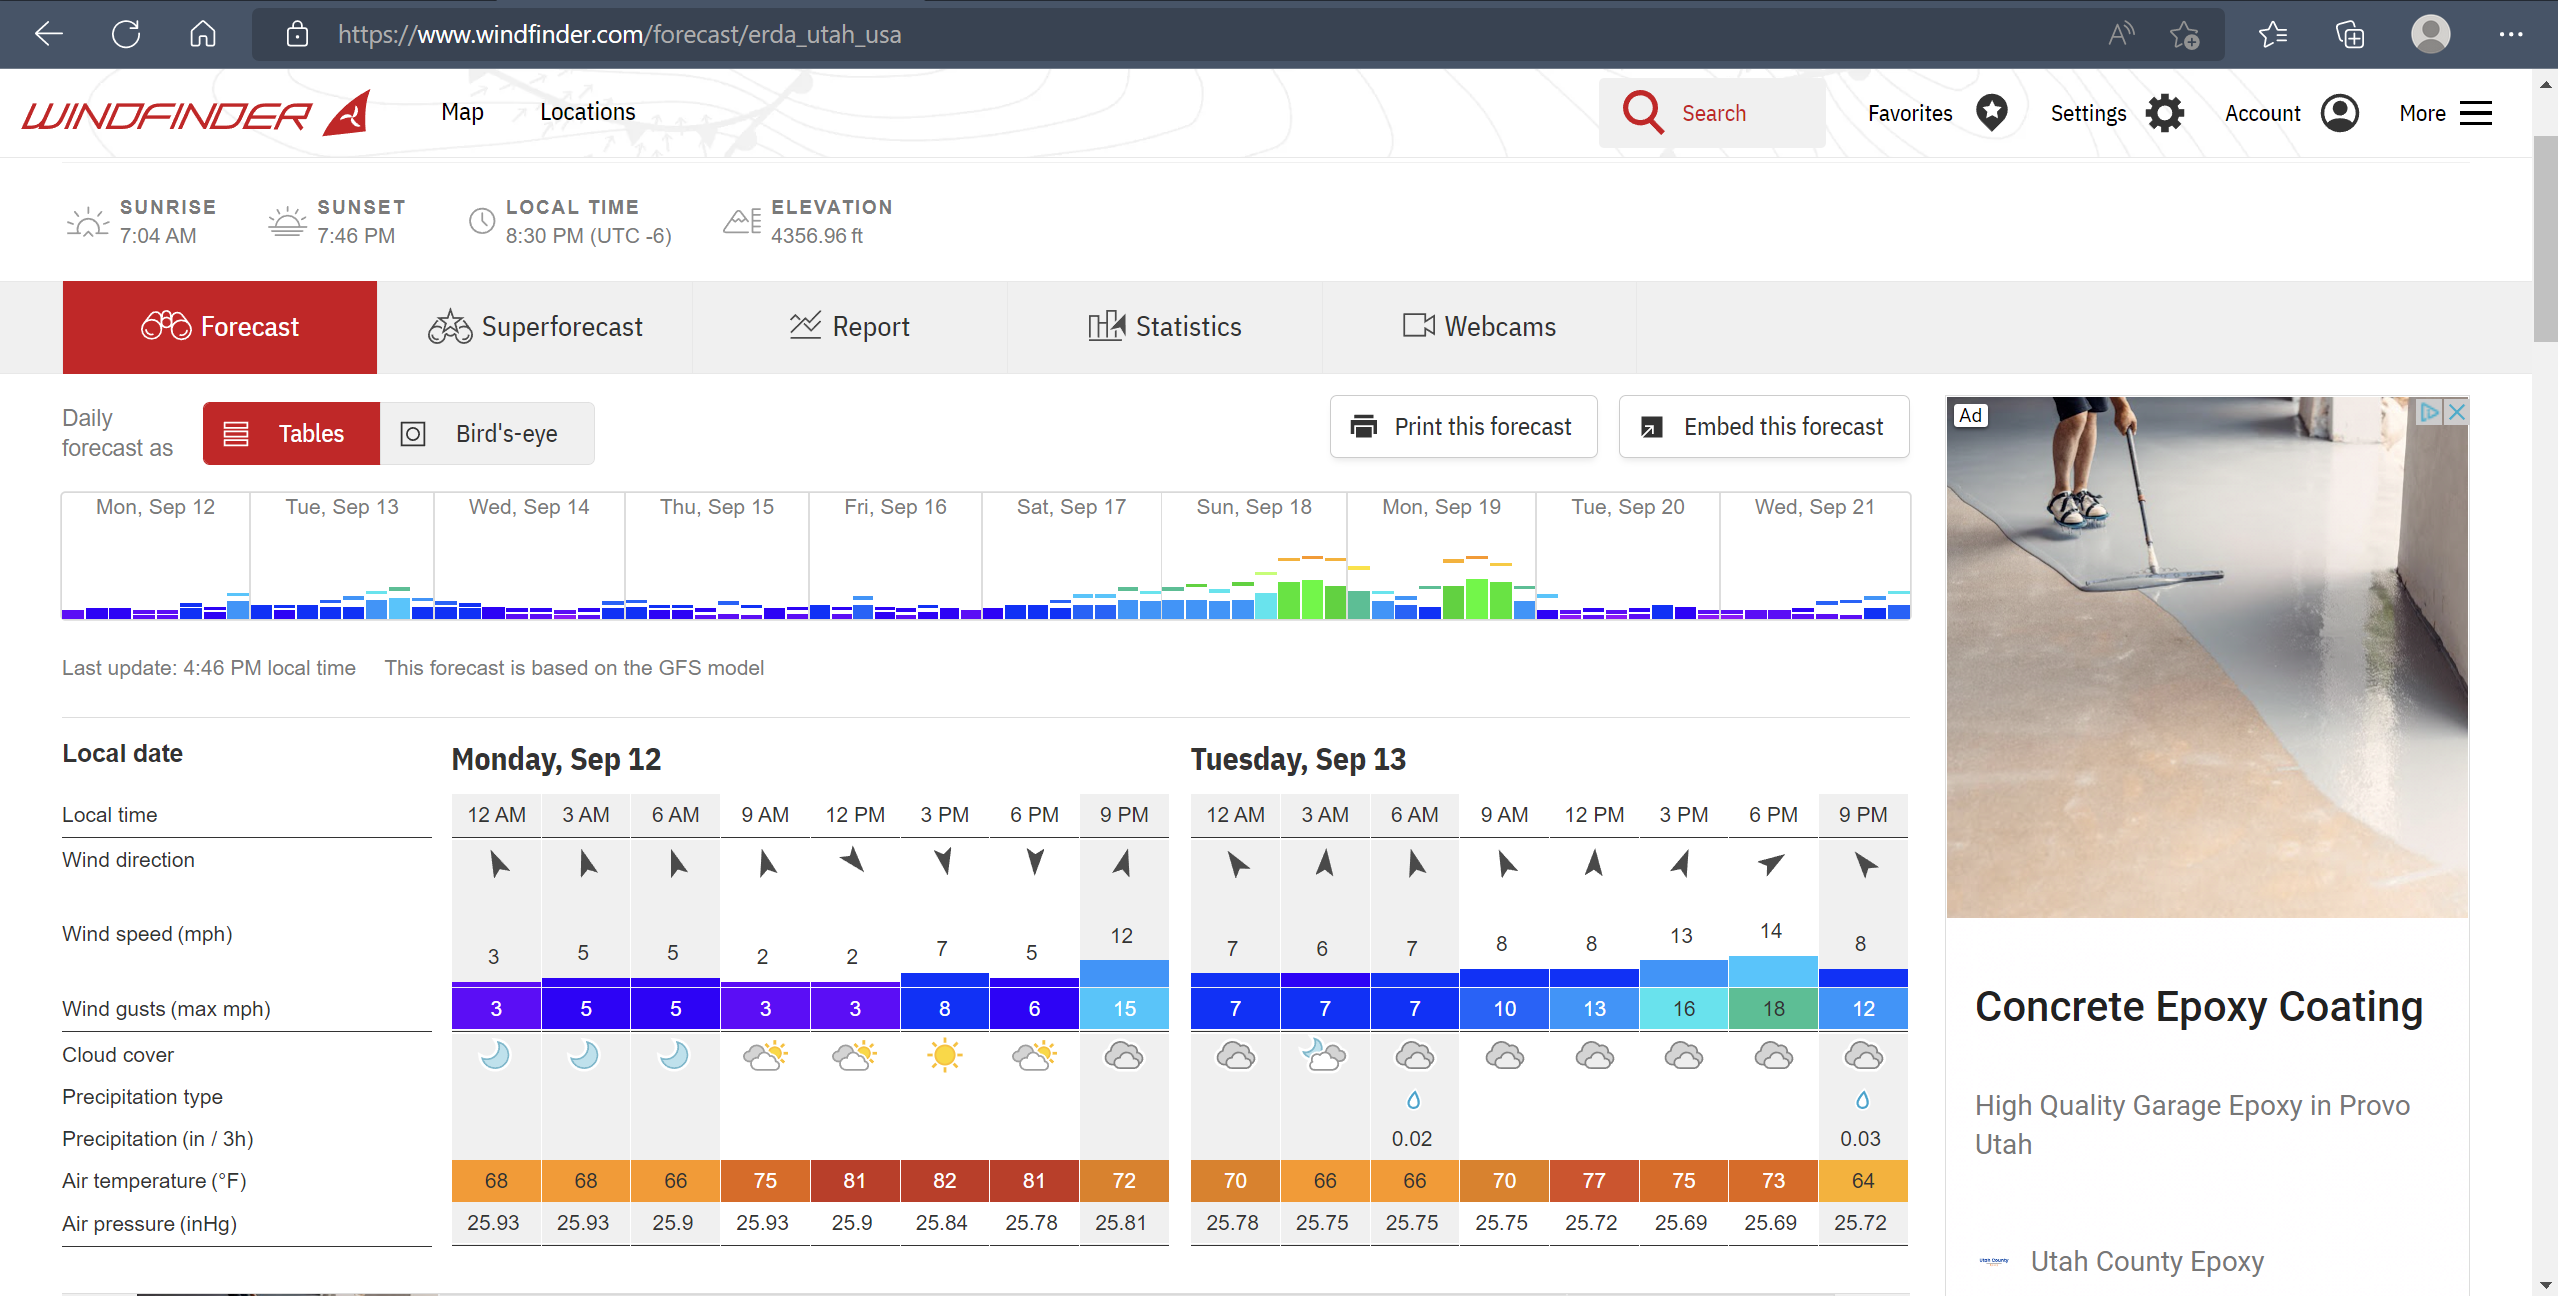 https://www.windfinder.com/forecast/erda_utah_usa
WINDFINDER
Map
Locations
Search
Favorites
Settings
Account
More
SUNRISE
7:04 AM
SUNSET
7:46 PM
LOCAL TIME
8:30 PM (UTC -6)
ELEVATION
4356.96 ft
Forecast
Superforecast
Report
Statistics
Webcams
Daily
forecast as
Tables
Bird's-eye
Print this forecast
Embed this forecast
Mon, Sep 12 Tue, Sep 13 Wed, Sep 14 Thu, Sep 15 Fri, Sep 16 Sat, Sep 17 Sun, Sep 18 Mon, Sep 19 Tue, Sep 20 Wed, Sep 21
Last update: 4:46 PM local time This forecast is based on the GFS model
Local date Monday, Sep 12 Tuesday, Sep 13
Local time 12 AM 3 AM 6 AM 9 AM 12 PM 3 PM 6 PM 9 PM 12 AM 3 AM 6 AM 9 AM 12 PM 3 PM 6 PM 9 PM
Wind direction
Wind speed (mph) 3 5 5 2 2 7 5 12 7 6 7 8 8 13 14 8
Wind gusts (max mph) 3 5 5 3 3 8 6 15 7 7 7 10 13 16 18 12
Cloud cover
Precipitation type
Precipitation (in / 3h) 0.02 0.03
Air temperature (°F) 68 68 66 75 81 82 81 72 70 66 66 70 77 75 73 64
Air pressure (inHg) 25.93 25.93 25.9 25.93 25.9 25.84 25.78 25.81 25.78 25.75 25.75 25.75 25.72 25.69 25.69 25.72
Ad
Concrete Epoxy Coating
High Quality Garage Epoxy in Provo
Utah
Utah County Epoxy